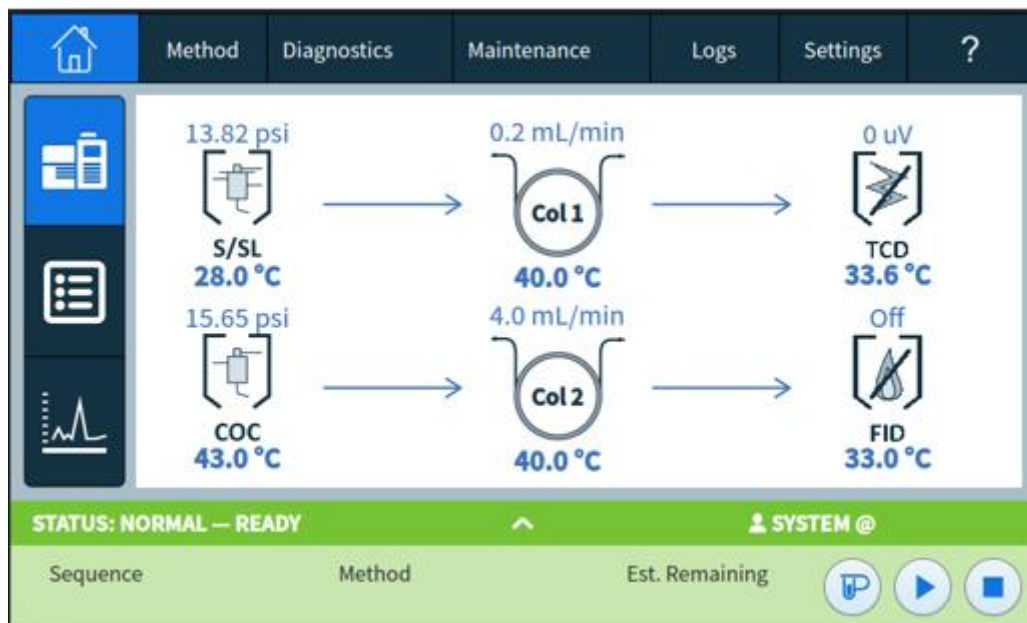 Method Diagnostics Maintenance Logs Settings ?
13.82 psi 0.2 mL/min 0 uV
Col 1
S/SL TCD
28.0 °C 40.0 °C 33.6 °C
15.65 psi 4.0 mL/min Off
Col 2
COC FID
43.0 °C 40.0 °C 33.0 °C
STATUS: NORMAL — READY SYSTEM @
Sequence Method Est. Remaining